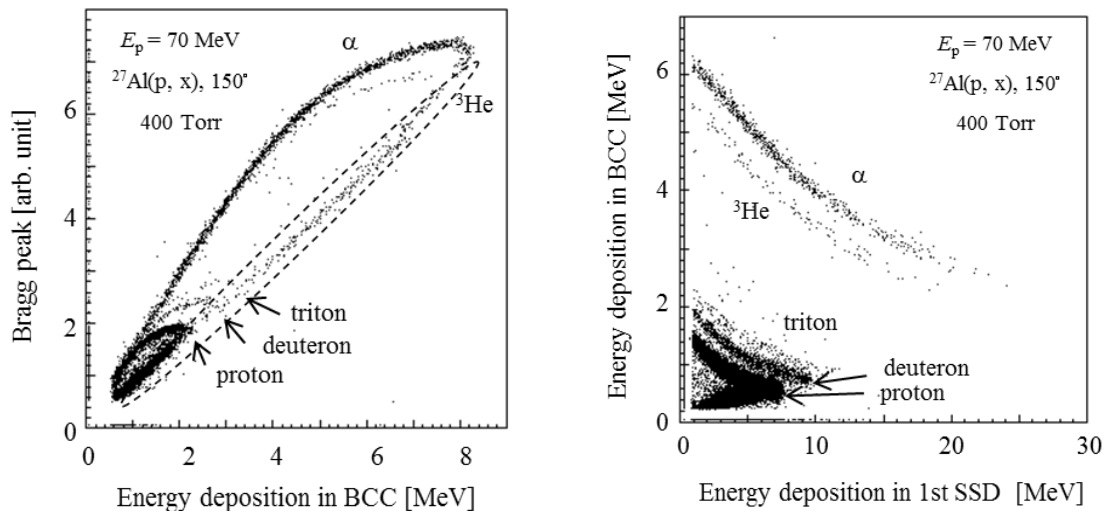 α
E_p = 70 MeV
²⁷Al(p, x), 150°
400 Torr
³He
triton
deuteron
proton
Bragg peak [arb. unit]
0
2
4
6
0
2
4
6
8
Energy deposition in BCC [MeV]
E_p = 70 MeV
²⁷Al(p, x), 150°
400 Torr
α
³He
triton
deuteron
proton
Energy deposition in BCC [MeV]
6
4
2
0
0
10
20
30
Energy deposition in 1st SSD [MeV]